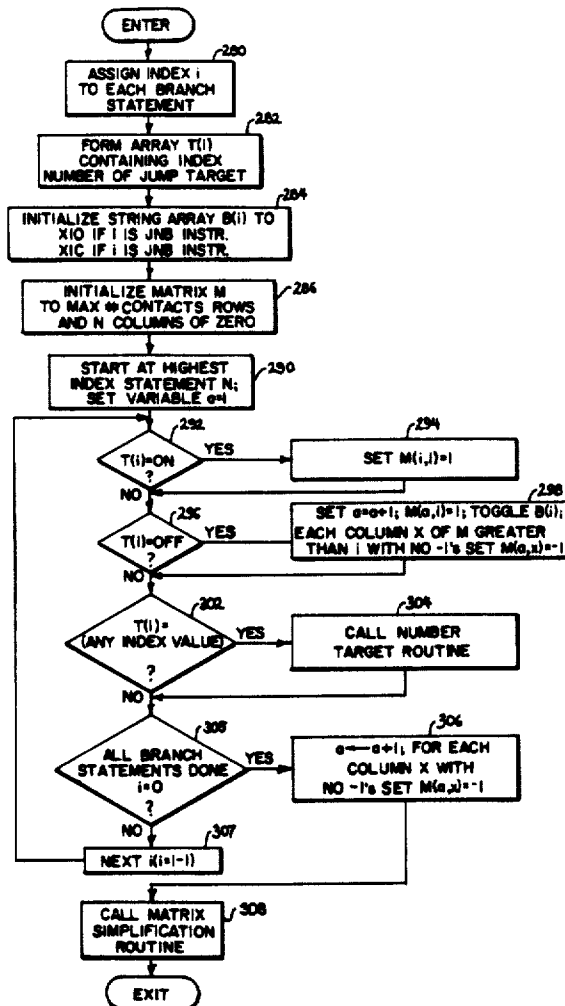 ENTER
280
ASSIGN INDEX i
TO EACH BRANCH
STATEMENT
282
FORM ARRAY T(i)
CONTAINING INDEX
NUMBER OF JUMP TARGET
284
INITIALIZE STRING ARRAY B(i) TO
XIO IF I IS JNB INSTR.
XIC IF I IS JNB INSTR.
286
INITIALIZE MATRIX M
TO MAX # CONTACTS ROWS
AND N COLUMNS OF ZERO
290
START AT HIGHEST
INDEX STATEMENT N;
SET VARIABLE a=1
292
T(i)=ON
?
YES
NO
294
SET M(i,i)=1
296
T(i)=OFF
?
YES
NO
298
SET a=a+1; M(a,i)=1; TOGGLE B(i);
EACH COLUMN X OF M GREATER
THAN i WITH NO -1's SET M(a,x)=-1
202
T(i)=
(ANY INDEX VALUE)
?
YES
NO
304
CALL NUMBER
TARGET ROUTINE
305
ALL BRANCH
STATEMENTS DONE
i=0
?
YES
NO
306
a←a+1; FOR EACH
COLUMN X WITH
NO -1's SET M(a,x)=-1
307
NEXT i(i=i-1)
308
CALL MATRIX
SIMPLIFICATION
ROUTINE
EXIT